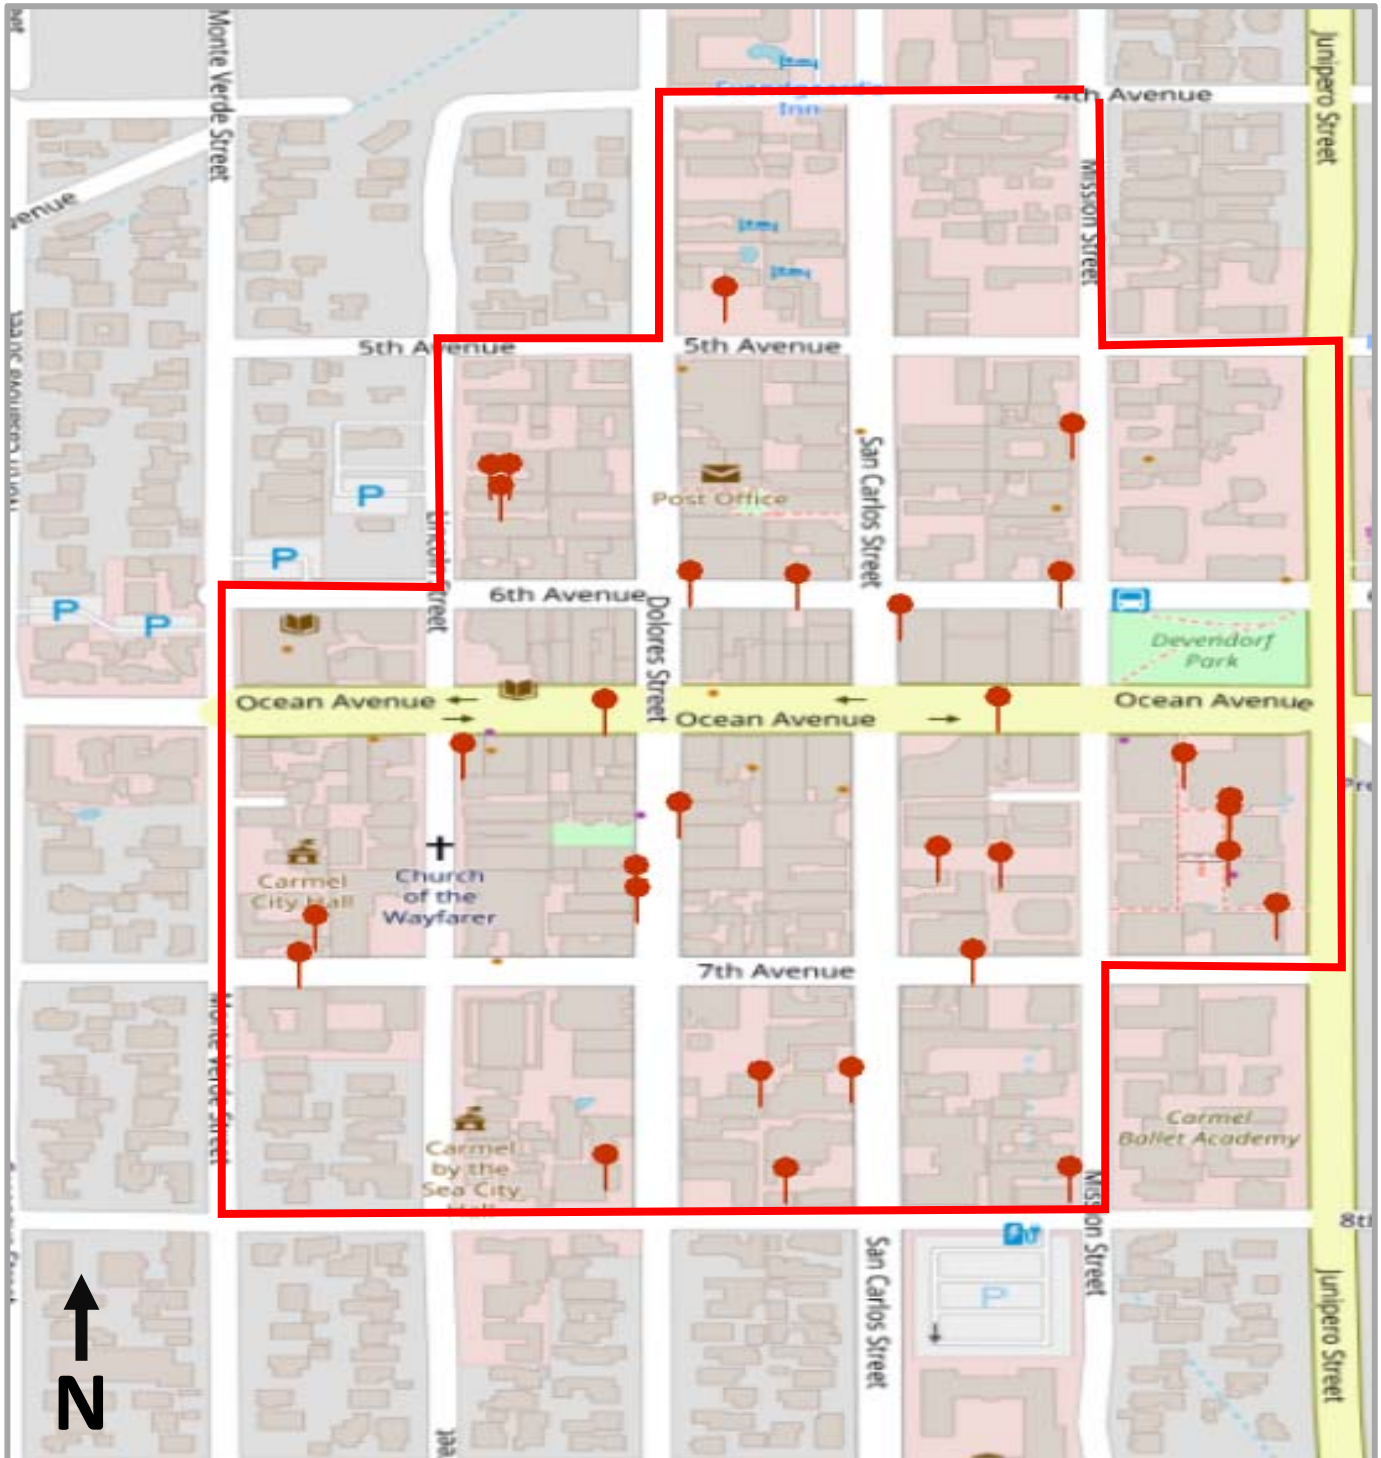 Monte Verde Street
Junipero Street
Inn
4th Avenue
Mission Street
venue
5th Avenue
5th Avenue
San Carlos Street
P
Post Office
P
Lincoln Street
6th Avenue
Dolores Street
P
P
Devendorf
Park
Ocean Avenue
Ocean Avenue
Ocean Avenue
Carmel
City Hall
Church
of the
Wayfarer
7th Avenue
Monte Verde Street
Carmel
by the
Sea City
Hall
Carmel
Ballet Academy
Mission Street
8th
San Carlos Street
P
Junipero Street
N